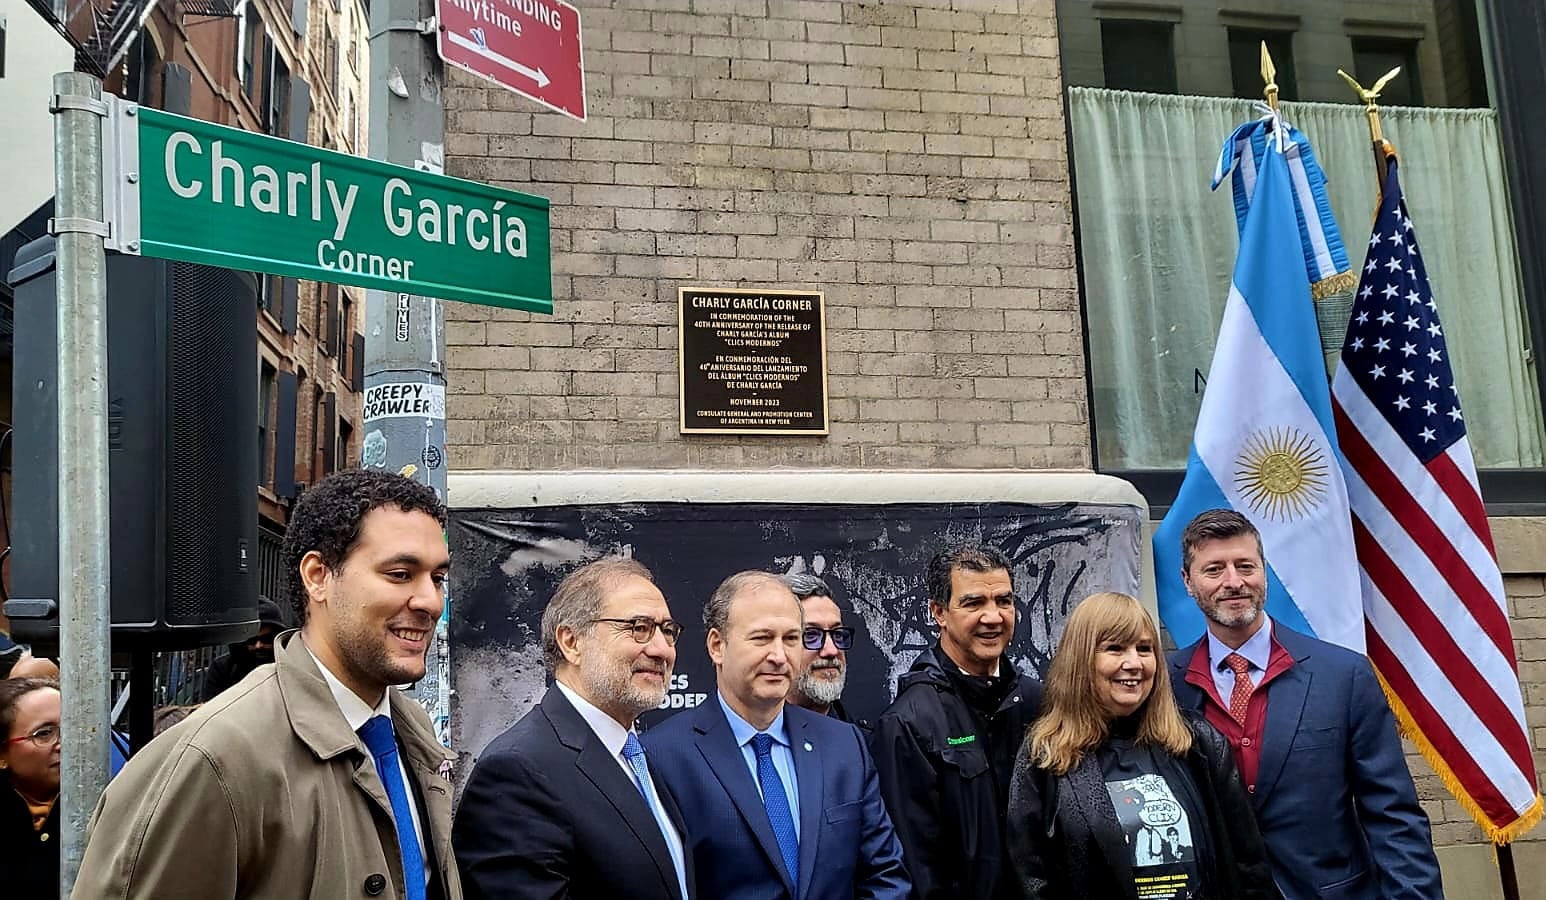 Anytime
Charly García
Corner
CREEPY
CRAWLER
CHARLY GARCÍA CORNER
IN COMMEMORATION OF THE
40TH ANNIVERSARY OF THE RELEASE OF
CHARLY GARCÍA'S ALBUM
"CLICS MODERNOS"
EN CONMEMORACIÓN DEL
40° ANIVERSARIO DEL LANZAMIENTO
DEL ÁLBUM "CLICS MODERNOS"
DE CHARLY GARCÍA
NOVEMBER 2023
CONSULATE GENERAL AND PROMOTION CENTER
OF ARGENTINA IN NEW YORK